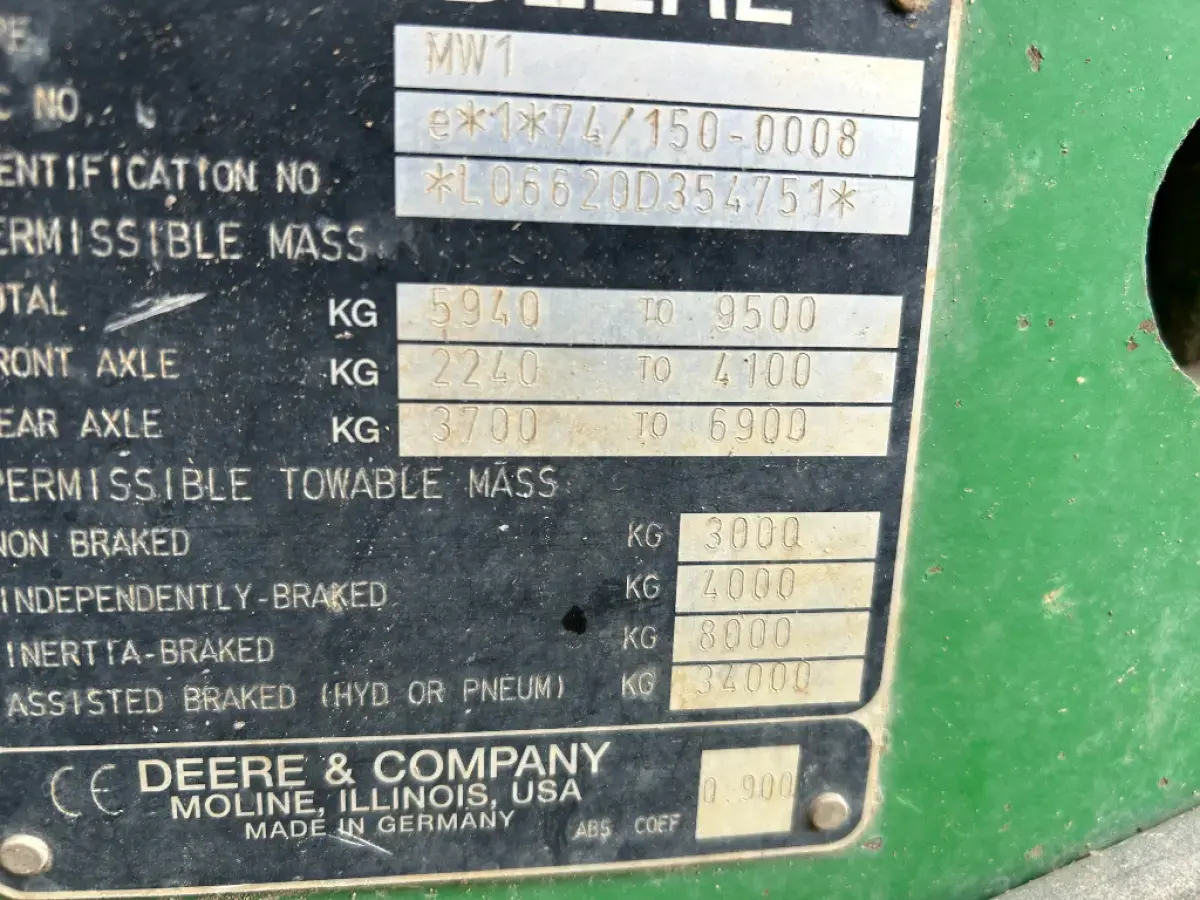 DEERE
PE MW1
C NO. e*1*74/150-0008
ENTIFICATION NO. *L06620D354751*
ERMISSIBLE MASS
OTAL KG 5940 TO 9500
RONT AXLE KG 2240 TO 4100
EAR AXLE KG 3700 TO 6900
PERMISSIBLE TOWABLE MASS
NON BRAKED KG 3000
INDEPENDENTLY-BRAKED KG 4000
INERTIA-BRAKED KG 8000
ASSISTED BRAKED (HYD OR PNEUM) KG 34000
CE DEERE & COMPANY
MOLINE, ILLINOIS, USA
MADE IN GERMANY ABS COEFF 0.900